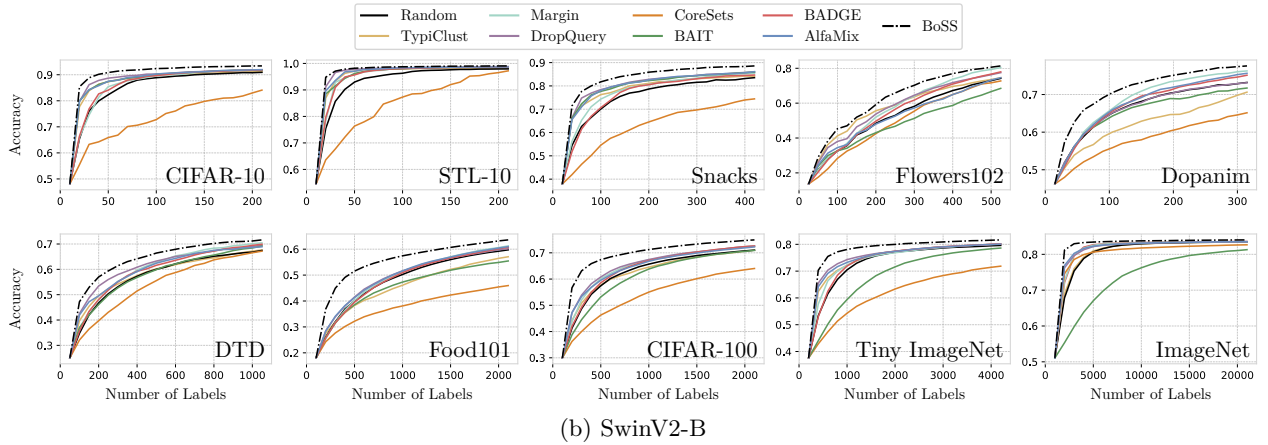 Random Margin CoreSets BADGE BoSS
TypiClust DropQuery BAIT AlfaMix
Accuracy
0.5 0.6 0.7 0.8 0.9
0 50 100 150 200
CIFAR-10
0.6 0.7 0.8 0.9 1.0
0 50 100 150 200
STL-10
0.4 0.5 0.6 0.7 0.8 0.9
0 100 200 300 400
Snacks
0.2 0.4 0.6 0.8
0 100 200 300 400 500
Flowers102
0.5 0.6 0.7
0 100 200 300
Dopanim
Accuracy
0.3 0.4 0.5 0.6 0.7
0 200 400 600 800 1000
DTD
Number of Labels
0.2 0.3 0.4 0.5 0.6
0 500 1000 1500 2000
Food101
Number of Labels
0.3 0.4 0.5 0.6 0.7
0 500 1000 1500 2000
CIFAR-100
Number of Labels
0.4 0.5 0.6 0.7 0.8
0 1000 2000 3000 4000
Tiny ImageNet
Number of Labels
0.5 0.6 0.7 0.8
0 5000 10000 15000 20000
ImageNet
Number of Labels
(b) SwinV2-B